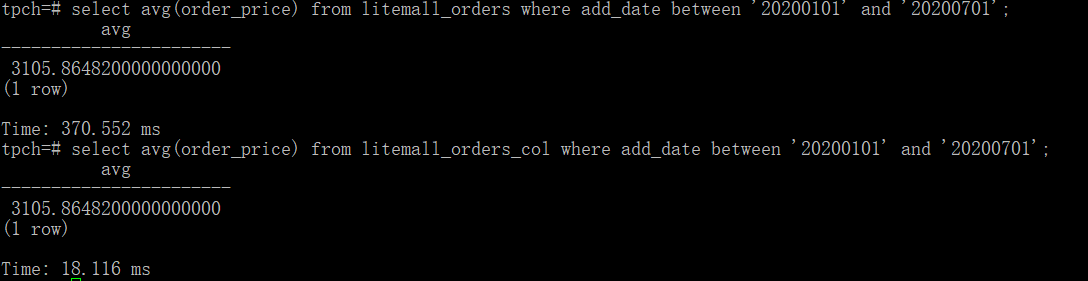 tpch=# select avg(order_price) from litemall_orders where add_date between '20200101' and '20200701';
avg
-----------------------
3105.8648200000000000
(1 row)
Time: 370.552 ms
tpch=# select avg(order_price) from litemall_orders_col where add_date between '20200101' and '20200701';
avg
-----------------------
3105.8648200000000000
(1 row)
Time: 18.116 ms